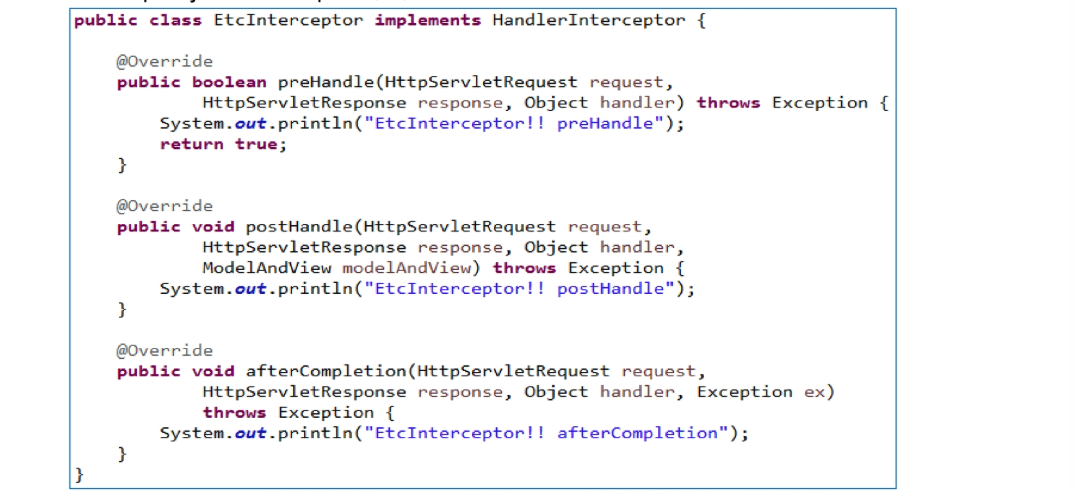 public class EtcInterceptor implements HandlerInterceptor {
@Override
public boolean preHandle(HttpServletRequest request,
HttpServletResponse response, Object handler) throws Exception {
System.out.println("EtcInterceptor!! preHandle");
return true;
}
@Override
public void postHandle(HttpServletRequest request,
HttpServletResponse response, Object handler,
ModelAndView modelAndView) throws Exception {
System.out.println("EtcInterceptor!! postHandle");
}
@Override
public void afterCompletion(HttpServletRequest request,
HttpServletResponse response, Object handler, Exception ex)
throws Exception {
System.out.println("EtcInterceptor!! afterCompletion");
}
}